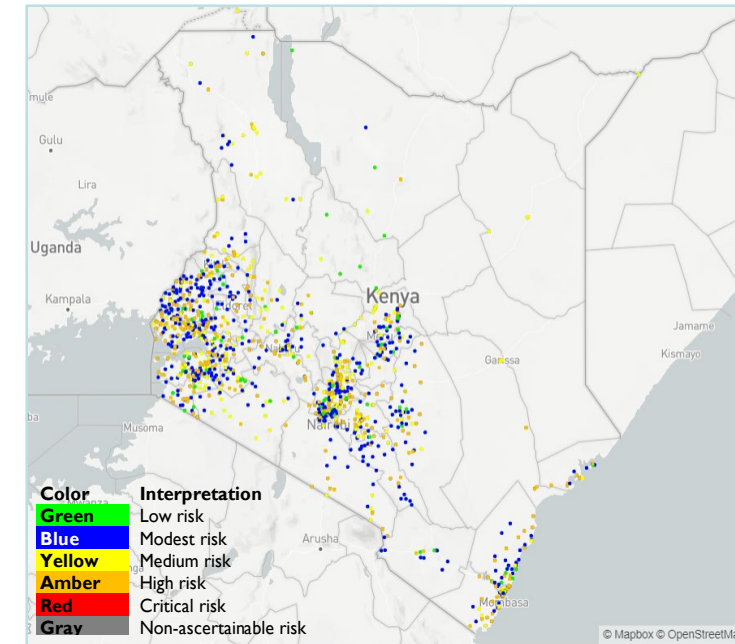 mule
Gulu
Lira
Uganda
Kampala
Kenya
Jamame
Kismayo
Garissa
Nairobi
ba
Musoma
Arusha
Mombasa
Color Interpretation
Green Low risk
Blue Modest risk
Yellow Medium risk
Amber High risk
Red Critical risk
Gray Non-ascertainable risk
© Mapbox © OpenStreetMa